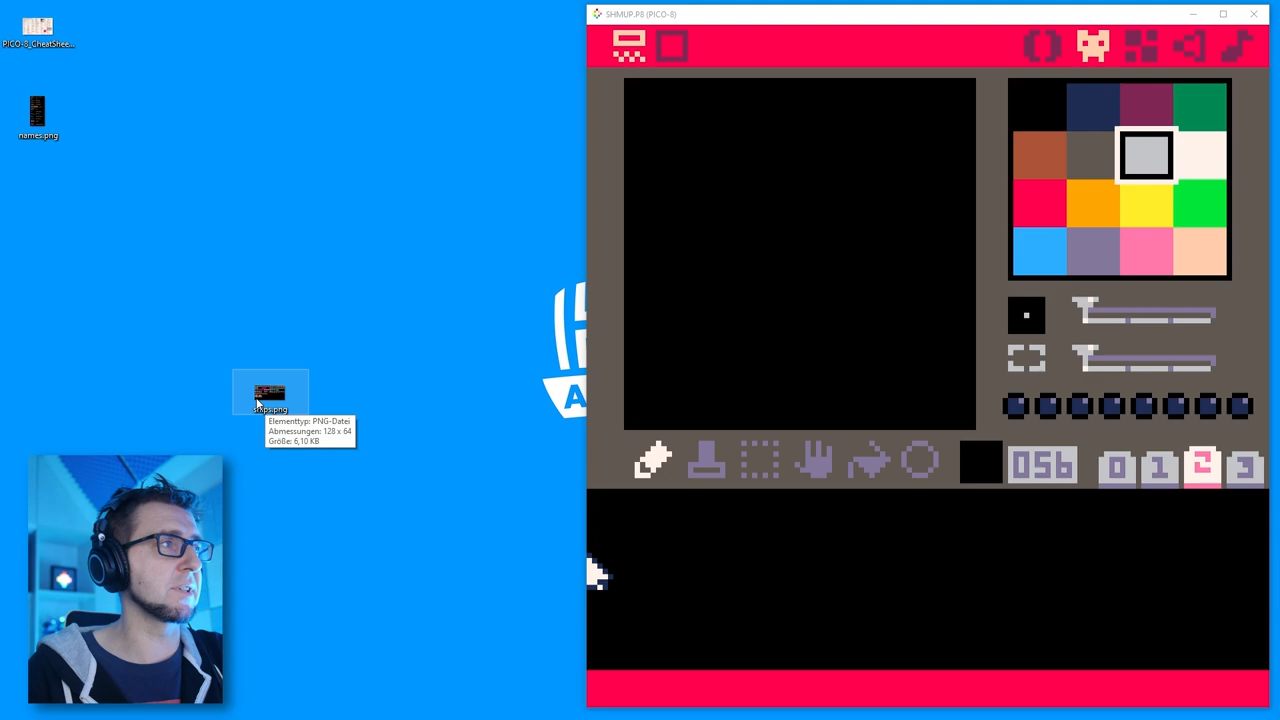 SHMUP.P8 (PICO-8)
PICO-8_CheatShee...
names.png
ships.png
Elementtyp: PNG-Datei
Abmessungen: 128 x 64
Größe: 6,10 KB
A
056
0 1 2 3